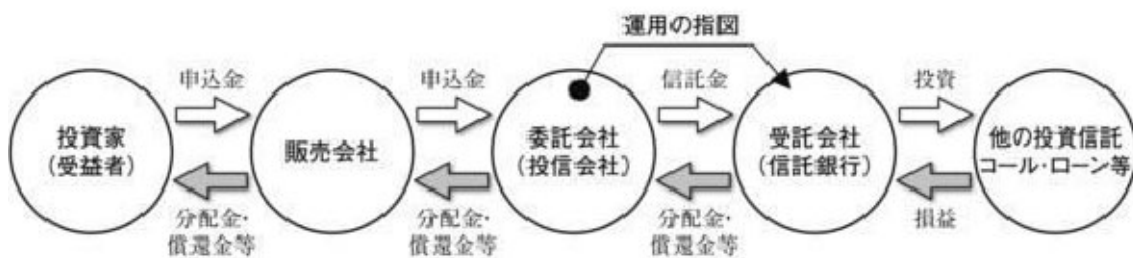 運用の指図
申込金
申込金
信託金
投資
投資家
(受益者)
販売会社
委託会社
(投信会社)
受託会社
(信託銀行)
他の投資信託
コール・ローン等
分配金・
償還金等
分配金・
償還金等
分配金・
償還金等
損益